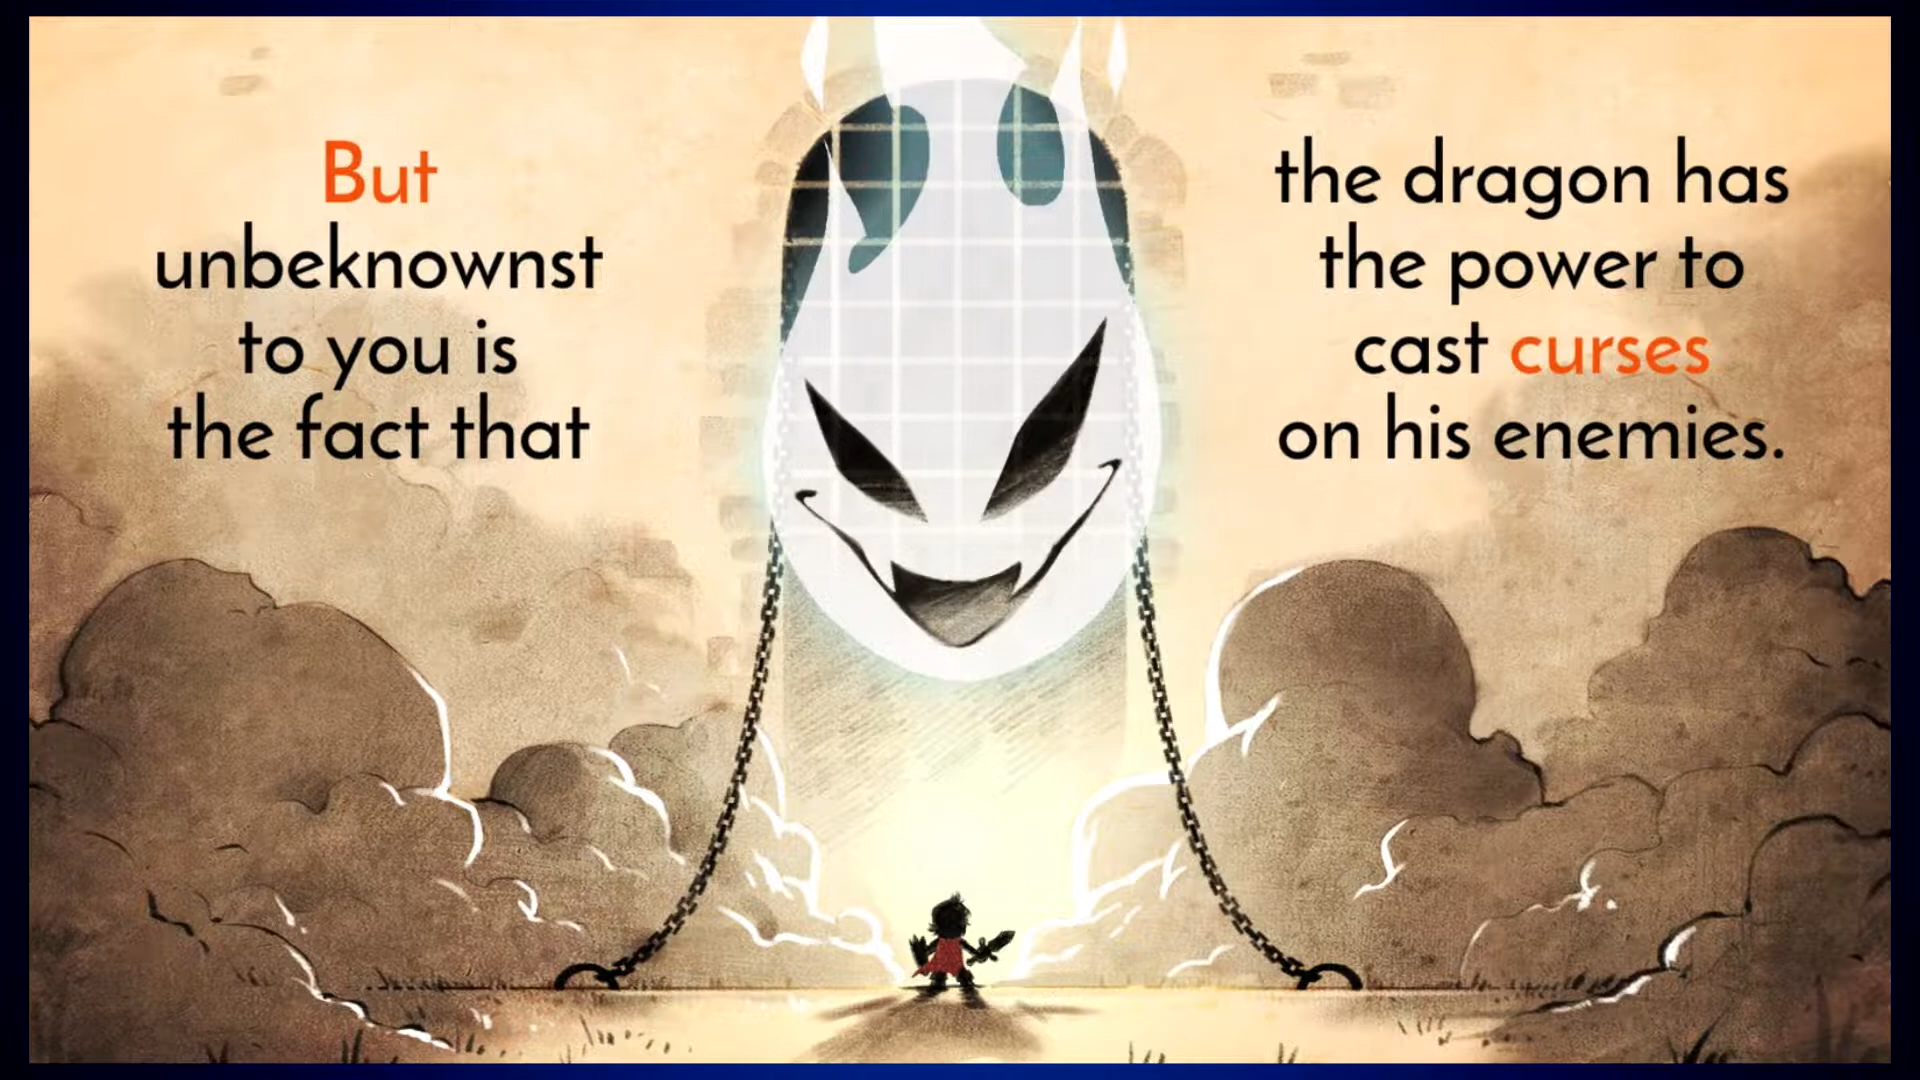 But
unbeknownst
to you is
the fact that
the dragon has
the power to
cast curses
on his enemies.